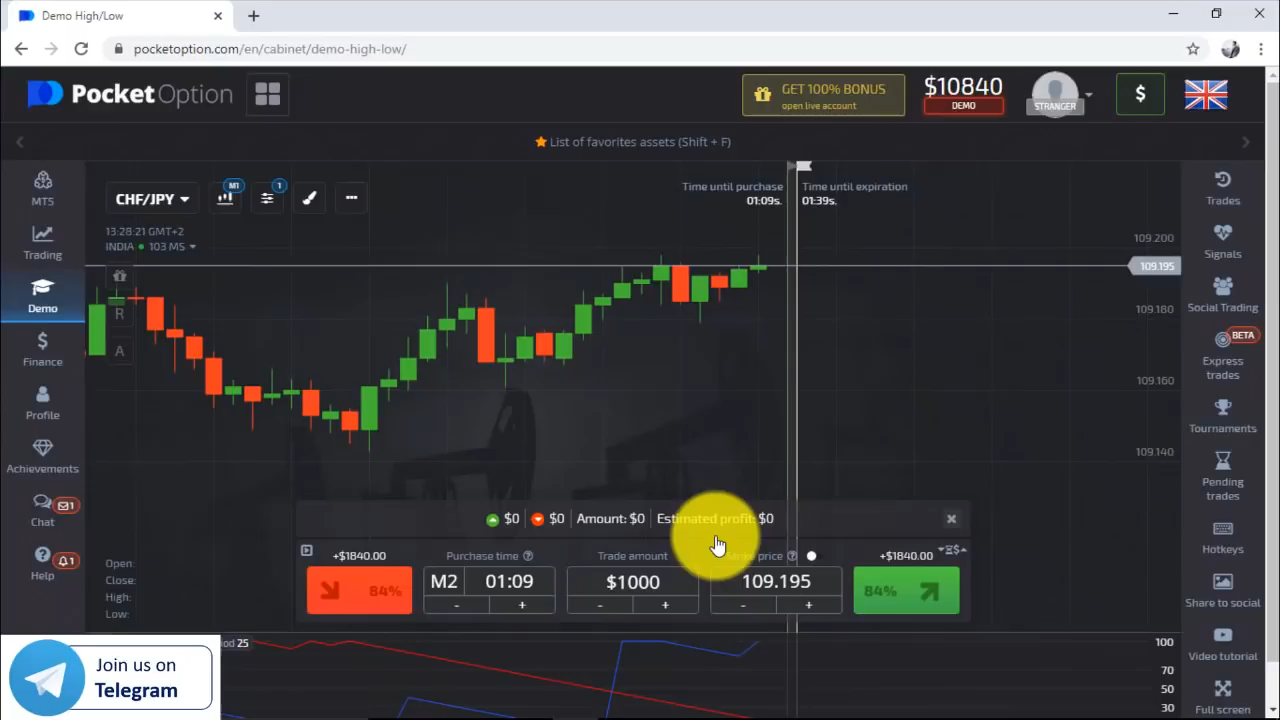 Demo High/Low
pocketoption.com/en/cabinet/demo-high-low/
PocketOption
GET 100% BONUS
open live account
$10840
DEMO
STRANGER
$
List of favorites assets (Shift + F)
MT5
Trading
Demo
Finance
Profile
Achievements
Chat
1
Help
1
CHF/JPY
M1
1
13:28:21 GMT+2
INDIA 103 MS
R
A
Time until purchase
01:09s.
Time until expiration
01:39s.
109.200
109.195
109.180
109.160
109.140
$0 $0 Amount: $0 Estimated profit: $0
+$1840.00
84%
Purchase time
M2 01:09
- +
Trade amount
$1000
- +
price
109.195
- +
+$1840.00
84%
Open:
Close:
High:
Low:
25
100
70
50
30
Join us on
Telegram
Trades
Signals
Social Trading
BETA
Express
trades
Tournaments
Pending
trades
Hotkeys
Share to social
Video tutorial
Full screen